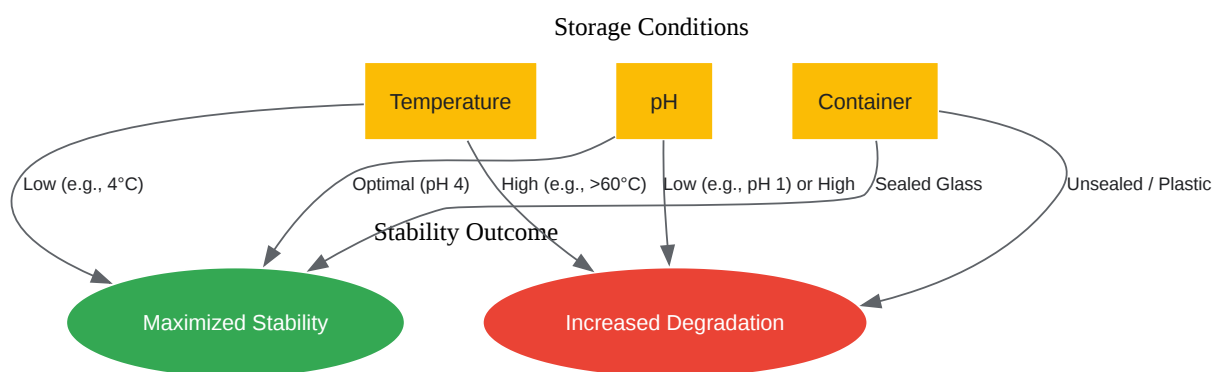 Storage Conditions
Temperature
pH
Container
Low (e.g., 4°C)
Optimal (pH 4)
High (e.g., >60°C)
Low (e.g., pH 1) or High
Sealed Glass
Unsealed / Plastic
Stability Outcome
Maximized Stability
Increased Degradation